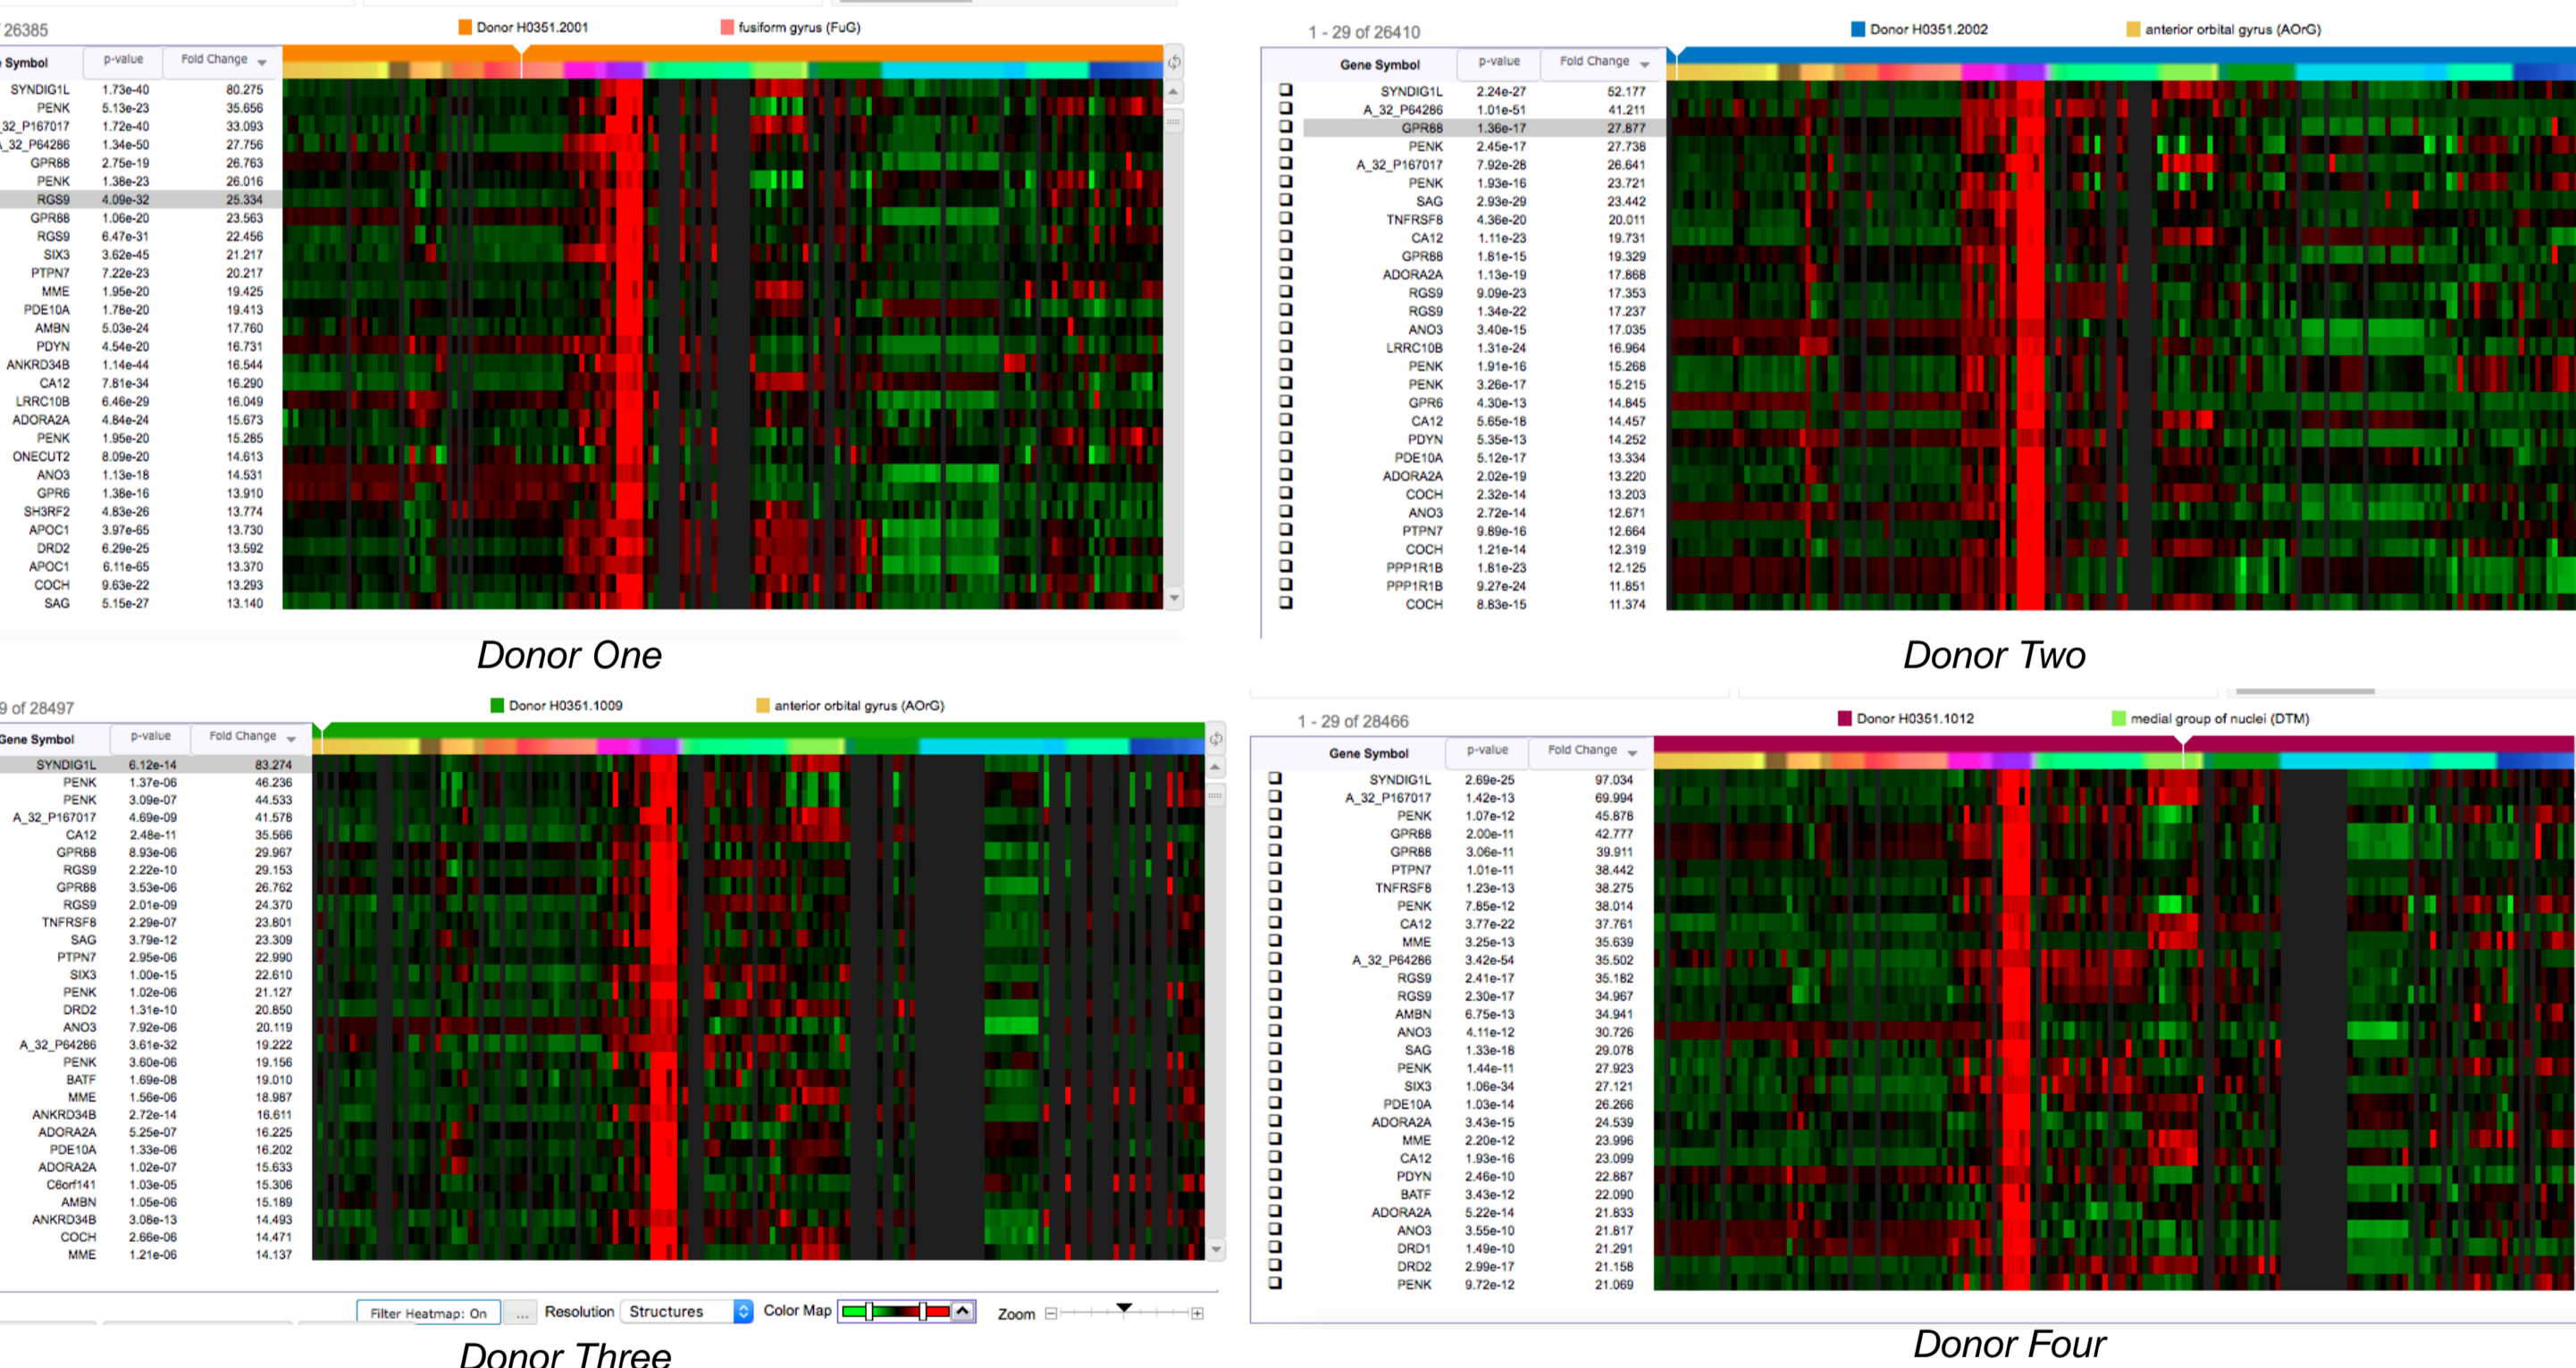 26385
Donor H0351.2001 fusiform gyrus (FuG)
Symbol p-value Fold Change
SYNDIG1L 1.73e-40 80.275
PENK 5.13e-23 35.656
32_P167017 1.72e-40 33.093
_32_P64286 1.34e-50 27.756
GPR88 2.75e-19 26.763
PENK 1.38e-23 26.016
RGS9 4.09e-32 25.334
GPR88 1.06e-20 23.563
RGS9 6.47e-31 22.456
SIX3 3.62e-45 21.217
PTPN7 7.22e-23 20.217
MME 1.95e-20 19.425
PDE10A 1.78e-20 19.413
AMBN 5.03e-24 17.760
PDYN 4.54e-20 16.731
ANKRD34B 1.14e-44 16.544
CA12 7.81e-34 16.290
LRRC10B 6.46e-29 16.049
ADORA2A 4.84e-24 15.673
PENK 1.95e-20 15.285
ONECUT2 8.09e-20 14.613
ANO3 1.13e-18 14.531
GPR6 1.38e-16 13.910
SH3RF2 4.83e-26 13.774
APOC1 3.97e-65 13.730
DRD2 6.29e-25 13.592
APOC1 6.11e-65 13.370
COCH 9.63e-22 13.293
SAG 5.15e-27 13.140
Donor One
1 - 29 of 26410
Donor H0351.2002 anterior orbital gyrus (AOrG)
Gene Symbol p-value Fold Change
SYNDIG1L 2.24e-27 52.177
A_32_P64286 1.01e-51 41.211
GPR88 1.36e-17 27.877
PENK 2.45e-17 27.738
A_32_P167017 7.92e-28 26.641
PENK 1.93e-16 23.721
SAG 2.93e-29 23.442
TNFRSF8 4.36e-20 20.011
CA12 1.11e-23 19.731
GPR88 1.81e-15 19.329
ADORA2A 1.13e-19 17.868
RGS9 9.09e-23 17.353
RGS9 1.34e-22 17.237
ANO3 3.40e-15 17.035
LRRC10B 1.31e-24 16.964
PENK 1.91e-16 15.268
PENK 3.26e-17 15.215
GPR6 4.30e-13 14.845
CA12 5.65e-18 14.457
PDYN 5.35e-13 14.252
PDE10A 5.12e-17 13.334
ADORA2A 2.02e-19 13.220
COCH 2.32e-14 13.203
ANO3 2.72e-14 12.671
PTPN7 9.89e-16 12.664
COCH 1.21e-14 12.319
PPP1R1B 1.81e-23 12.125
PPP1R1B 9.27e-24 11.851
COCH 8.83e-15 11.374
Donor Two
9 of 28497
Donor H0351.1009 anterior orbital gyrus (AOrG)
Gene Symbol p-value Fold Change
SYNDIG1L 6.12e-14 83.274
PENK 1.37e-06 46.236
PENK 3.09e-07 44.533
A_32_P167017 4.69e-09 41.578
CA12 2.48e-11 35.566
GPR88 8.93e-06 29.967
RGS9 2.22e-10 29.153
GPR88 3.53e-06 26.762
RGS9 2.01e-09 24.370
TNFRSF8 2.29e-07 23.801
SAG 3.79e-12 23.309
PTPN7 2.95e-06 22.990
SIX3 1.00e-15 22.610
PENK 1.02e-06 21.127
DRD2 1.31e-10 20.850
ANO3 7.92e-06 20.119
A_32_P64286 3.61e-32 19.222
PENK 3.60e-06 19.156
BATF 1.69e-08 19.010
MME 1.56e-06 18.987
ANKRD34B 2.72e-14 16.611
ADORA2A 5.25e-07 16.225
PDE10A 1.33e-06 16.202
ADORA2A 1.02e-07 15.633
C6orf141 1.03e-05 15.306
AMBN 1.05e-06 15.189
ANKRD34B 3.08e-13 14.493
COCH 2.66e-06 14.471
MME 1.21e-06 14.137
Filter Heatmap: On ... Resolution Structures Color Map Zoom
Donor Three
1 - 29 of 28466
Donor H0351.1012 medial group of nuclei (DTM)
Gene Symbol p-value Fold Change
SYNDIG1L 2.69e-25 97.034
A_32_P167017 1.42e-13 69.994
PENK 1.07e-12 45.878
GPR88 2.00e-11 42.777
GPR88 3.06e-11 39.911
PTPN7 1.01e-11 38.442
TNFRSF8 1.23e-13 38.275
PENK 7.85e-12 38.014
CA12 3.77e-22 37.761
MME 3.25e-13 35.639
A_32_P64286 3.42e-54 35.502
RGS9 2.41e-17 35.182
RGS9 2.30e-17 34.967
AMBN 6.75e-13 34.941
ANO3 4.11e-12 30.726
SAG 1.33e-18 29.078
PENK 1.44e-11 27.923
SIX3 1.06e-34 27.121
PDE10A 1.03e-14 26.266
ADORA2A 3.43e-15 24.539
MME 2.20e-12 23.996
CA12 1.93e-16 23.099
PDYN 2.46e-10 22.887
BATF 3.43e-12 22.090
ADORA2A 5.22e-14 21.833
ANO3 3.55e-10 21.817
DRD1 1.49e-10 21.291
DRD2 2.99e-17 21.158
PENK 9.72e-12 21.069
Donor Four